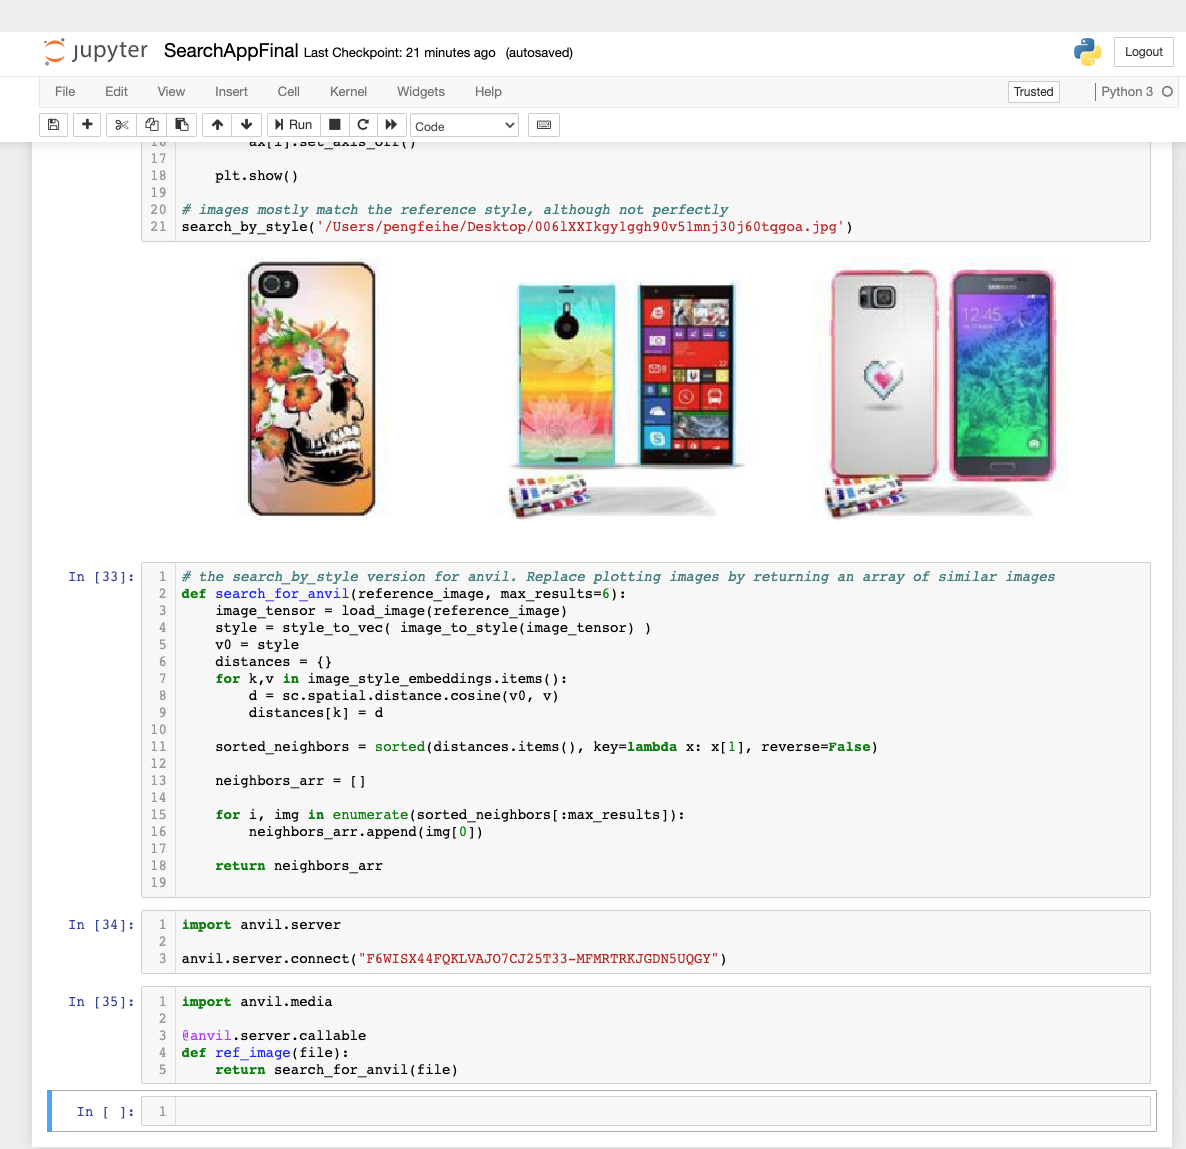 jupyter SearchAppFinal Last Checkpoint: 21 minutes ago (autosaved)
Logout
File Edit View Insert Cell Kernel Widgets Help
Trusted
Python 3
Run
Code
16 ax[i].set_axis_off()
17
18 plt.show()
19
20 # images mostly match the reference style, although not perfectly
21 search_by_style('/Users/pengfeihe/Desktop/0061XXIkgy1ggh90v51mnj30j60tqgoa.jpg')
SAMSUNG
12:45
In [33]:
1 # the search_by_style version for anvil. Replace plotting images by returning an array of similar images
2 def search_for_anvil(reference_image, max_results=6):
3 image_tensor = load_image(reference_image)
4 style = style_to_vec( image_to_style(image_tensor) )
5 v0 = style
6 distances = {}
7 for k,v in image_style_embeddings.items():
8 d = sc.spatial.distance.cosine(v0, v)
9 distances[k] = d
10
11 sorted_neighbors = sorted(distances.items(), key=lambda x: x[1], reverse=False)
12
13 neighbors_arr = []
14
15 for i, img in enumerate(sorted_neighbors[:max_results]):
16 neighbors_arr.append(img[0])
17
18 return neighbors_arr
19
In [34]:
1 import anvil.server
2
3 anvil.server.connect("F6WISX44FQKLVAJO7CJ25T33-MFMRTRKJGDN5UQGY")
In [35]:
1 import anvil.media
2
3 @anvil.server.callable
4 def ref_image(file):
5 return search_for_anvil(file)
In [ ]:
1